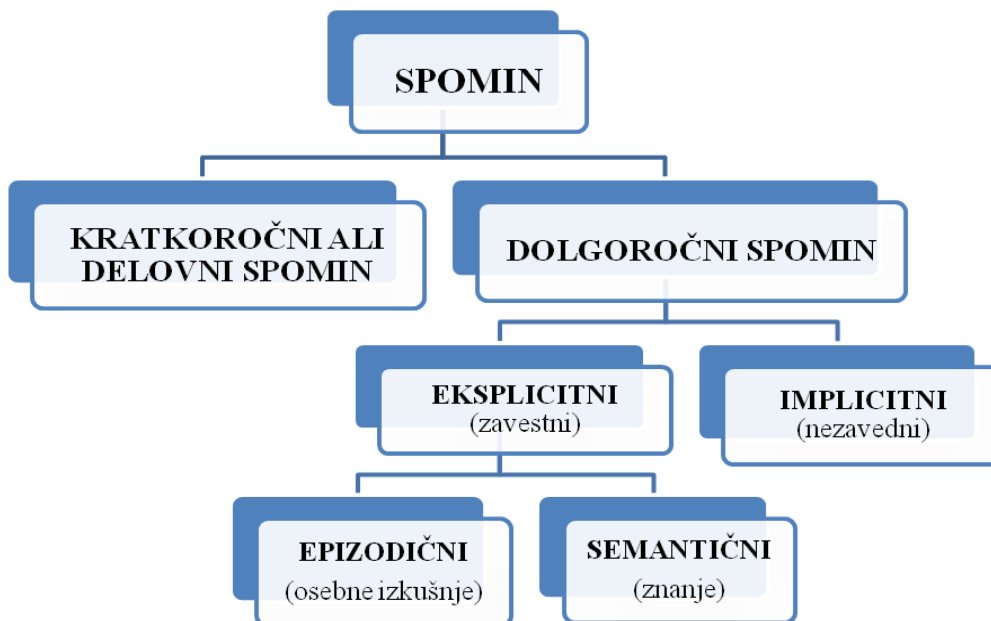 SPOMIN
KRATKOROČNI ALI
DELOVNI SPOMIN
DOLGOROČNI SPOMIN
EKSPLICITNI
(zavestni)
IMPLICITNI
(nezavedni)
EPIZODIČNI
(osebne izkušnje)
SEMANTIČNI
(znanje)